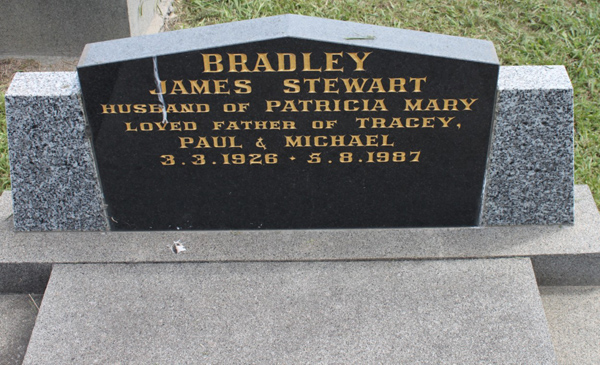 BRADLEY
JAMES STEWART
HUSBAND OF PATRICIA MARY
LOVED FATHER OF TRACEY,
PAUL & MICHAEL
3.3.1926 · 5.8.1987